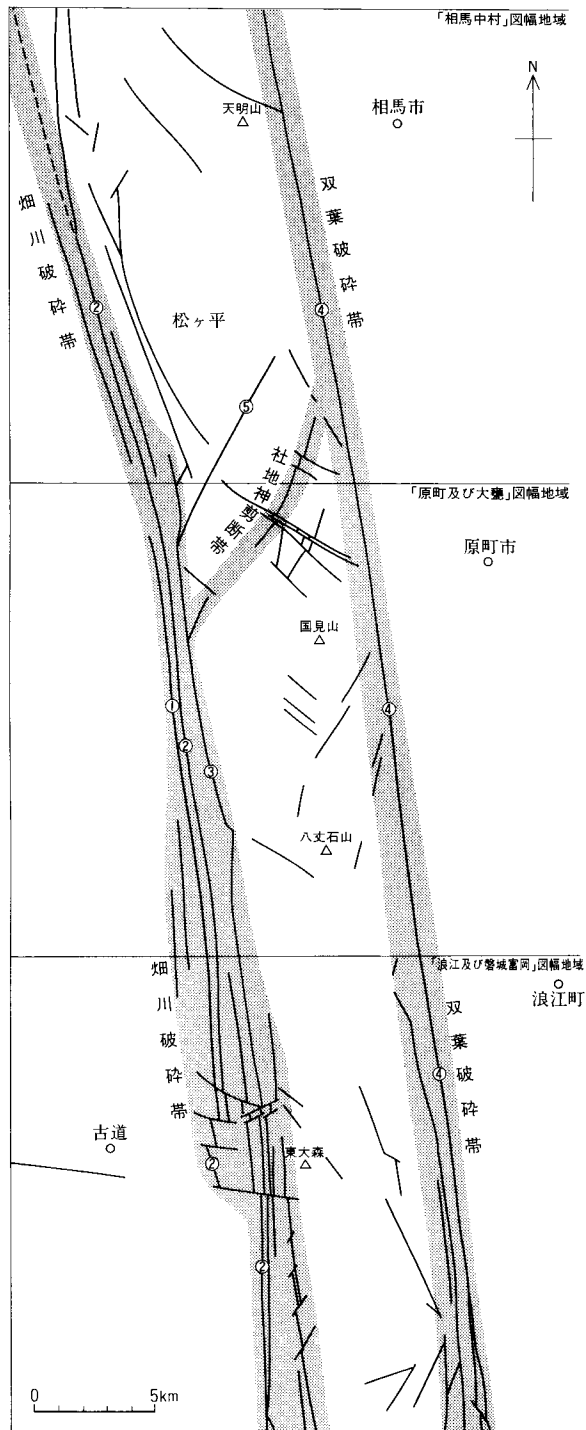 「相馬中村」図幅地域
N
天明山
相馬市
双葉破砕帯
畑川破砕帯
②
④
松ヶ平
⑤
社地神剪断帯
「原町及び大甕」図幅地域
原町市
国見山
①
④
②
③
八丈石山
「浪江及び磐城富岡」図幅地域
浪江町
畑川破砕帯
双葉破砕帯
④
古道
②
東大森
②
0 5km